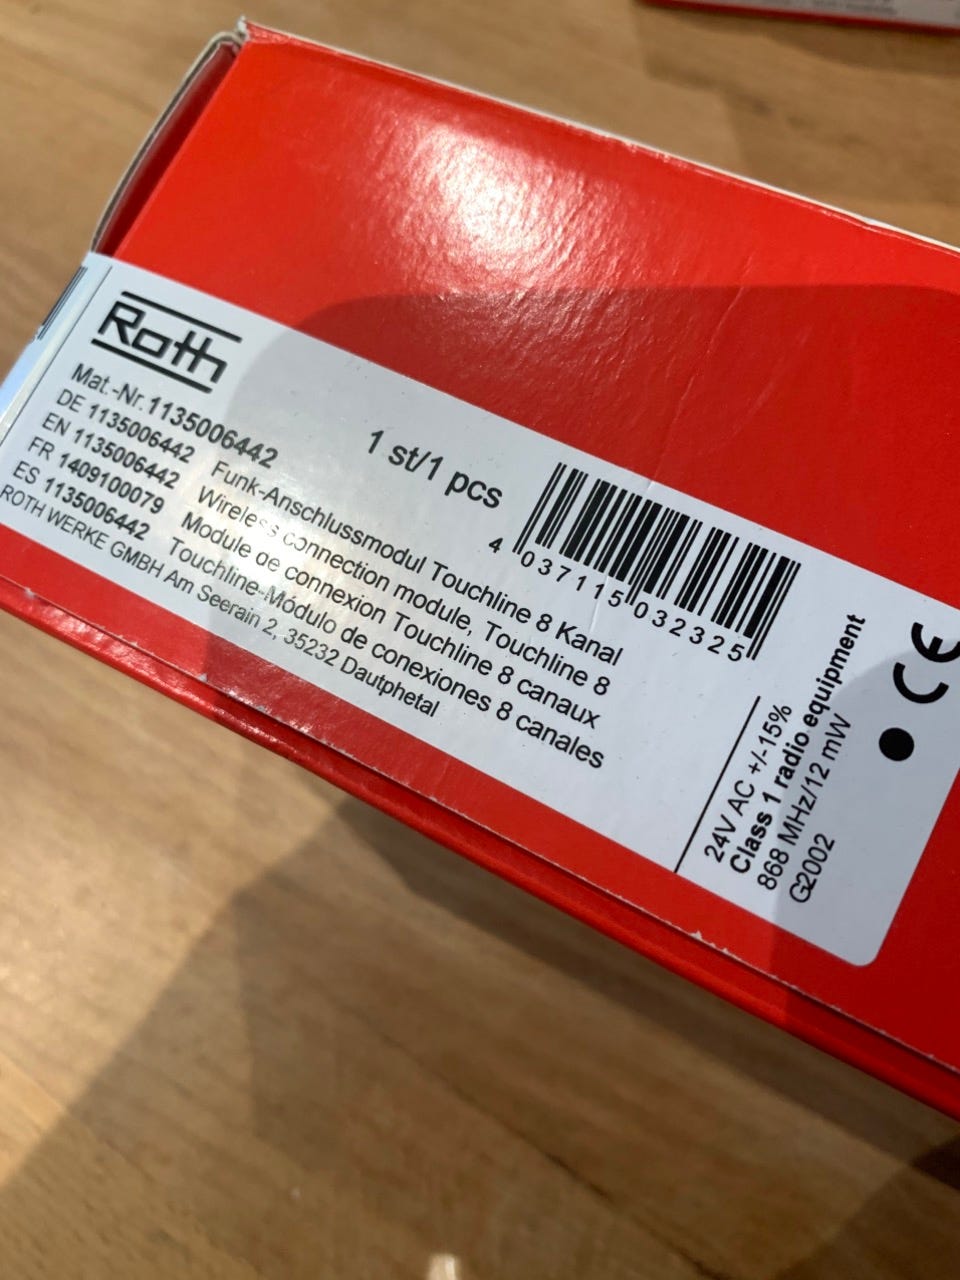 Roth
Mat.-Nr.1135006442
1 st/1 pcs
DE 1135006442 Funk-Anschlussmodul Touchline 8 Kanal
EN 1135006442 Wireless connection module, Touchline 8
FR 1409100079 Module de connexion Touchline 8 canaux
ES 1135006442 Touchline-Módulo de conexiones 8 canales
ROTH WERKE GMBH Am Seerain 2, 35232 Dautphetal
4 037115 032325
24V AC +/-15%
Class 1 radio equipment
868 MHz/12 mW
G2002
CE